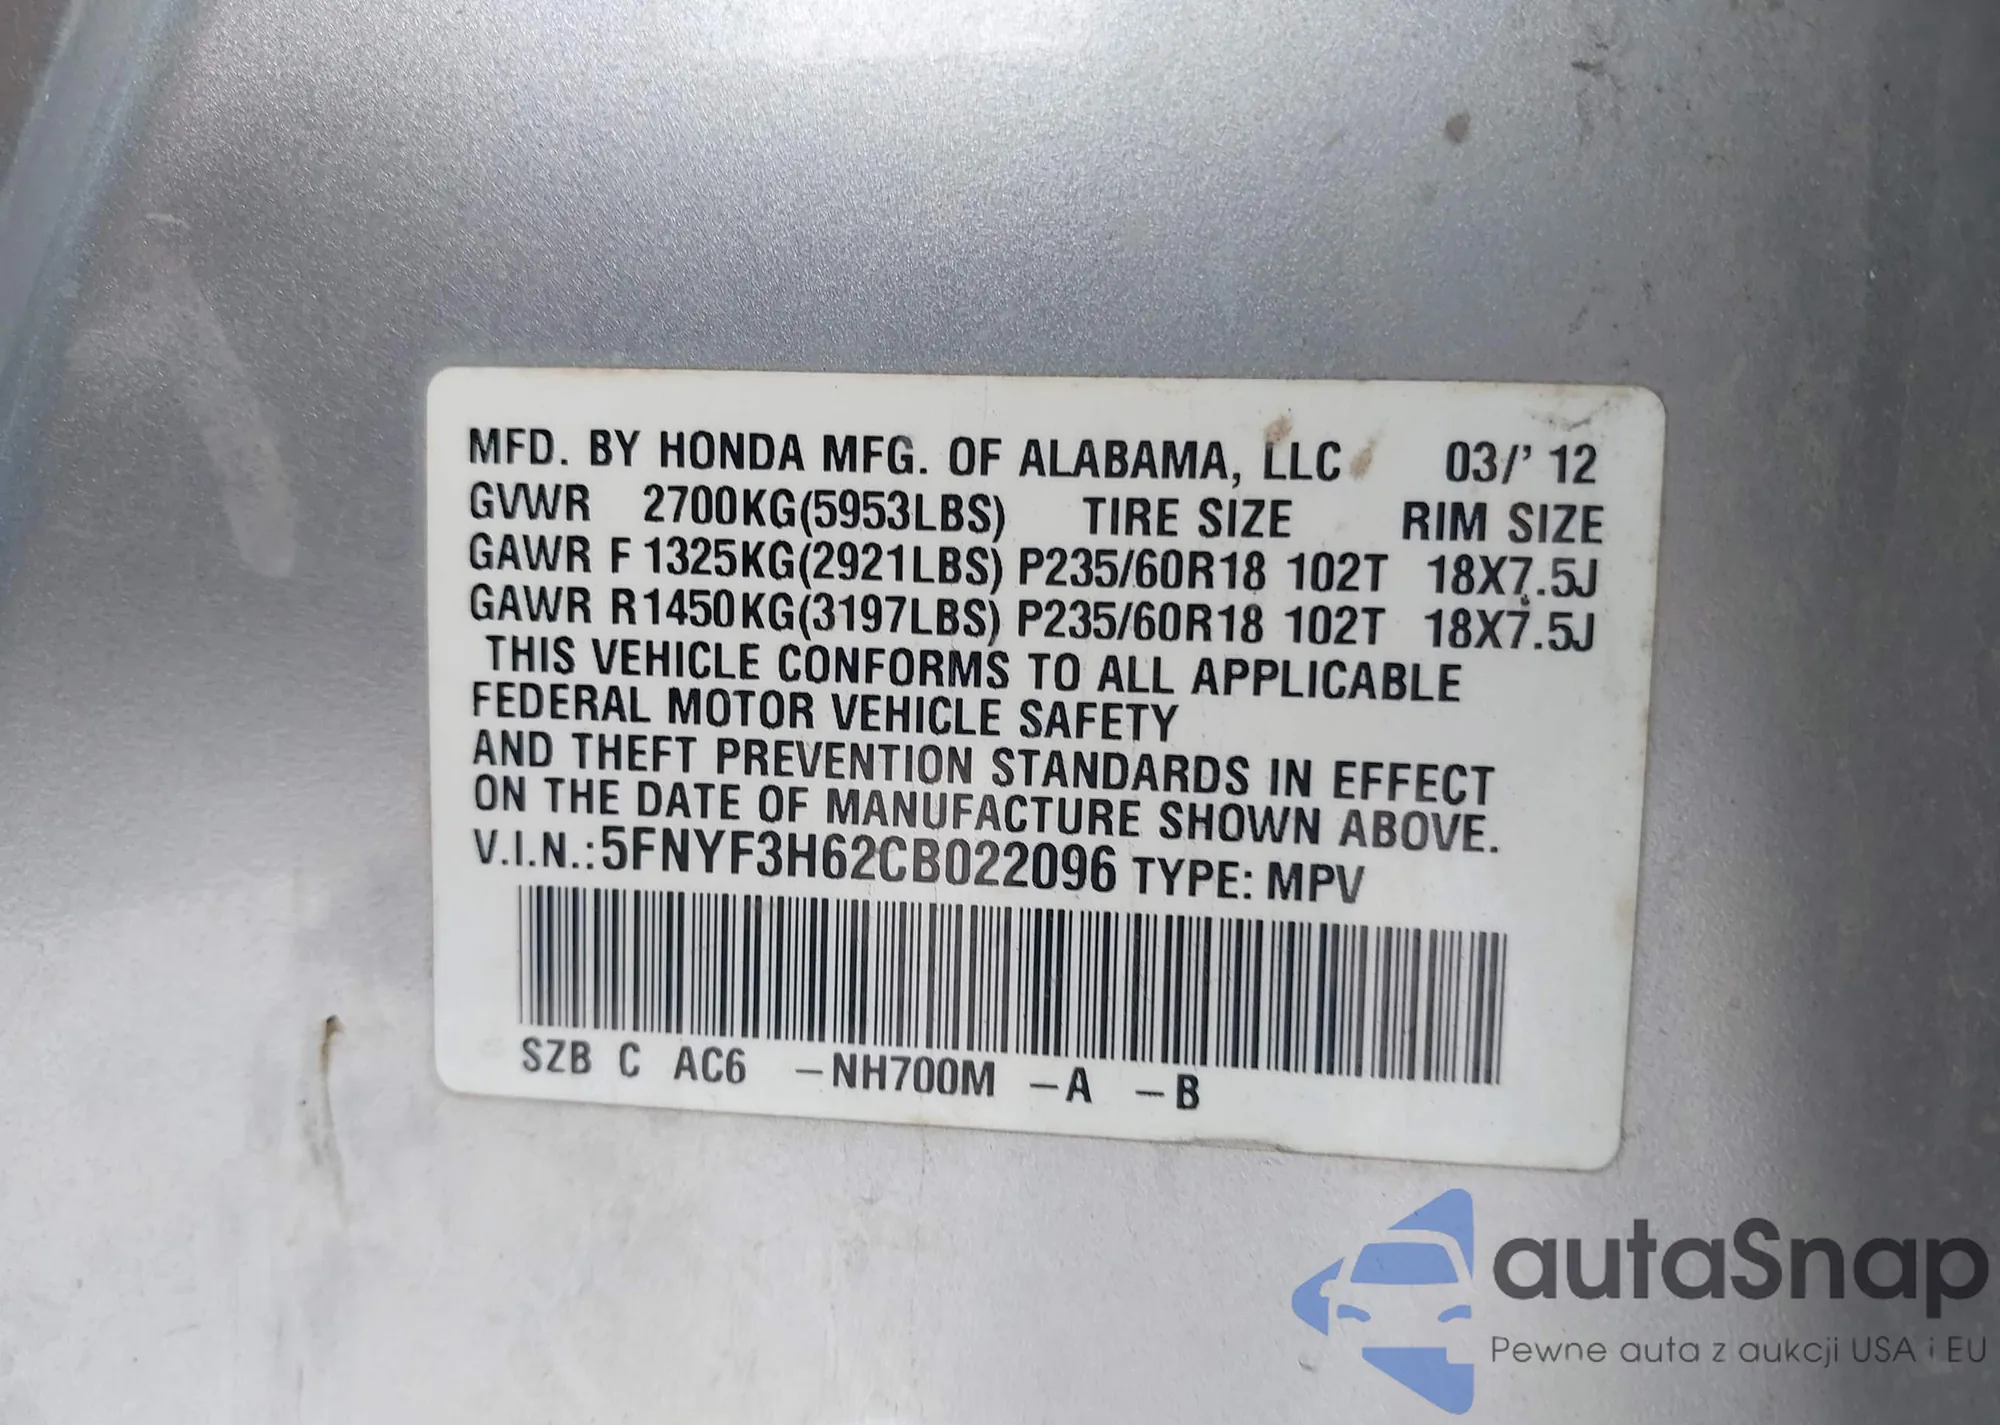 MFD. BY HONDA MFG. OF ALABAMA, LLC 03/' 12
GVWR 2700KG(5953LBS) TIRE SIZE RIM SIZE
GAWR F 1325KG(2921LBS) P235/60R18 102T 18X7.5J
GAWR R1450KG(3197LBS) P235/60R18 102T 18X7.5J
THIS VEHICLE CONFORMS TO ALL APPLICABLE
FEDERAL MOTOR VEHICLE SAFETY
AND THEFT PREVENTION STANDARDS IN EFFECT
ON THE DATE OF MANUFACTURE SHOWN ABOVE.
V.I.N.:5FNYF3H62CB022096 TYPE: MPV
SZB C AC6 –NH700M –A –B
autaSnap
Pewne auta z aukcji USA i EU